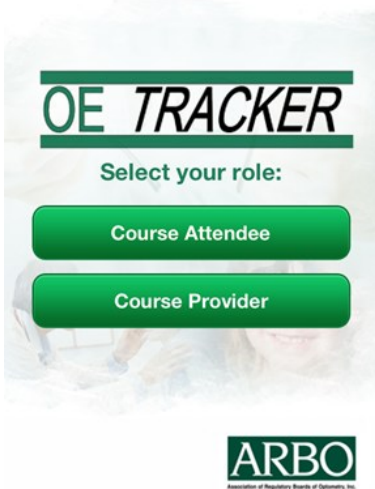 OE TRACKER
Select your role:
Course Attendee
Course Provider
ARBO
Association of Regulatory Boards of Optometry, Inc.